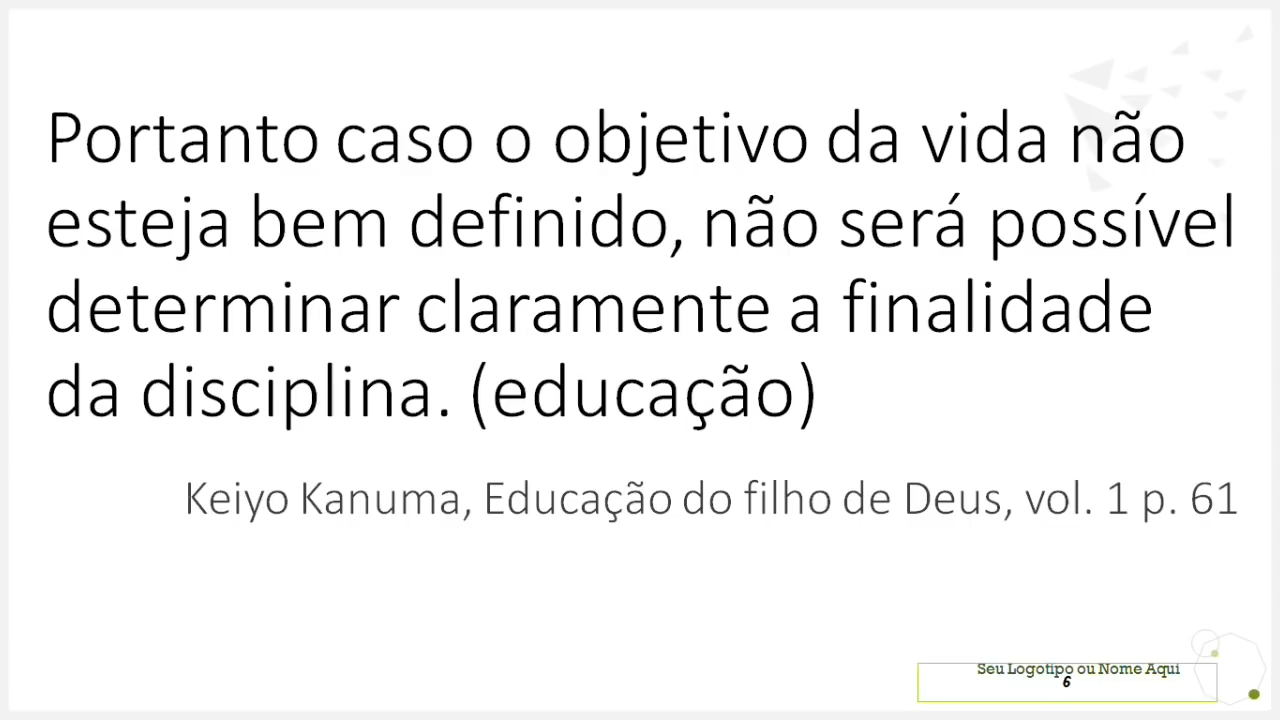 Portanto caso o objetivo da vida não
esteja bem definido, não será possível
determinar claramente a finalidade
da disciplina. (educação)
Keiyo Kanuma, Educação do filho de Deus, vol. 1 p. 61
Seu Logotipo ou Nome Aqui
6